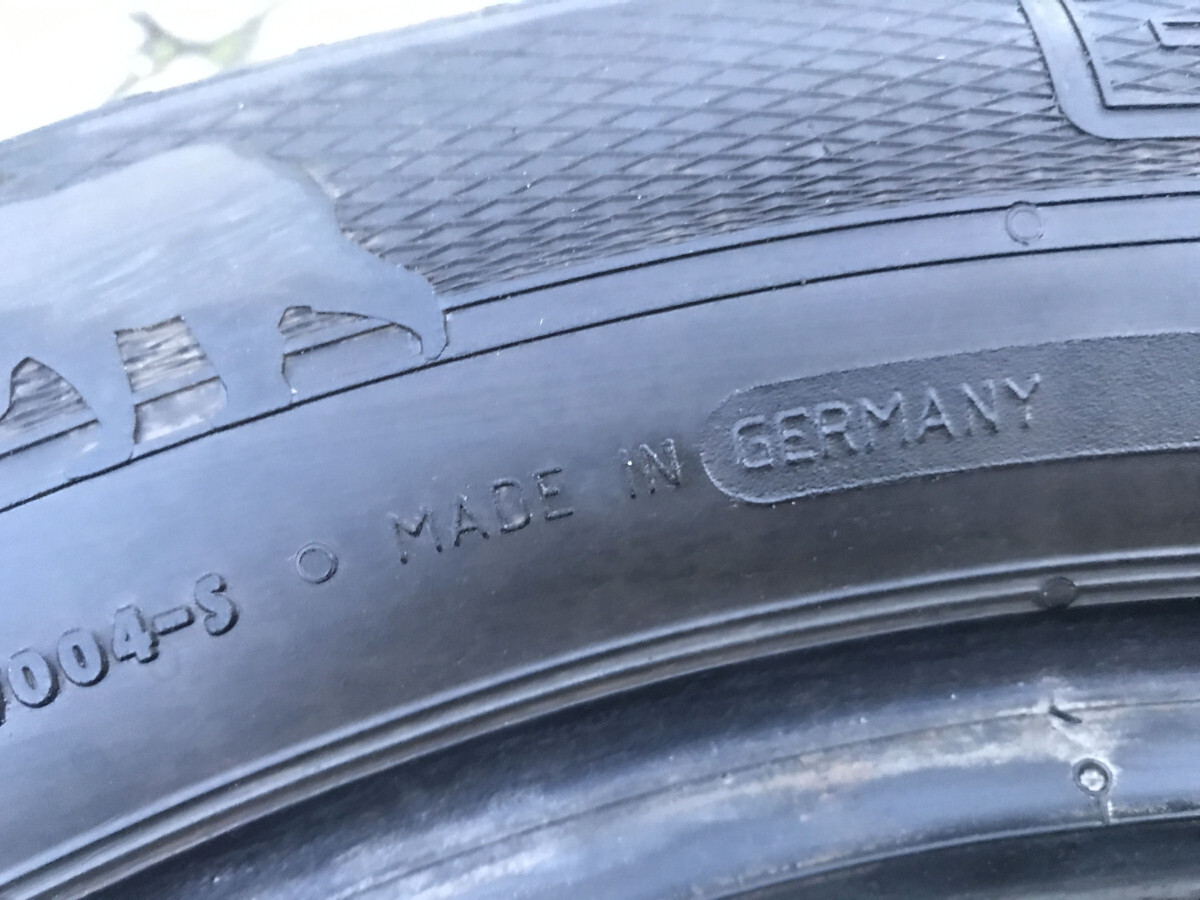 004-S ○ MADE IN GERMANY